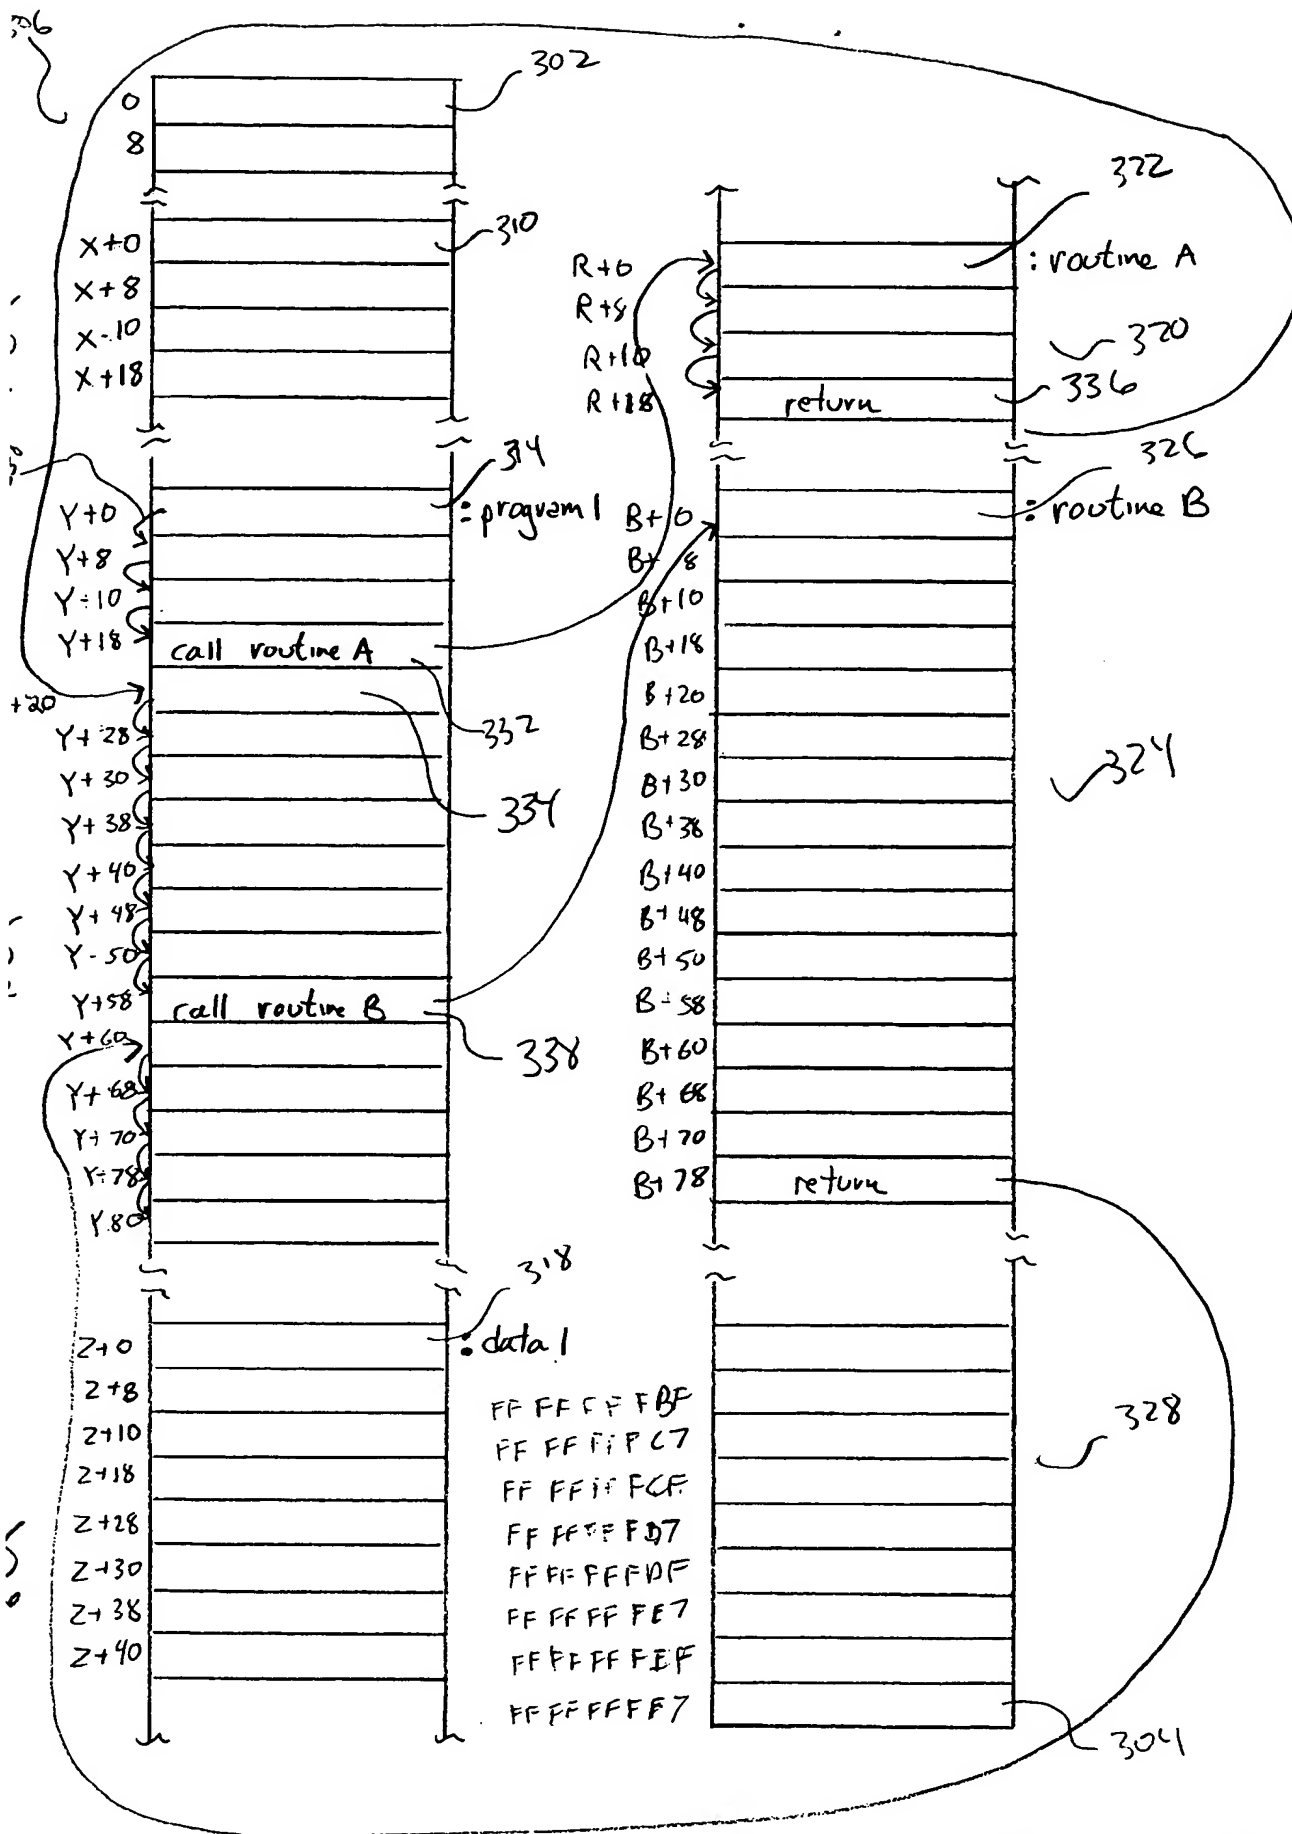 306
302
0
8
310
X+0
X+8
X-10
X+18
314
: program 1
Y+0
Y+8
Y+10
Y+18
call routine A
+20
332
Y+28
334
Y+30
Y+38
Y+40
Y+48
Y-50
Y+58
call routine B
338
Y+60
Y+68
Y+70
Y+78
Y.80
318
: data 1
Z+0
Z+8
Z+10
Z+18
Z+28
Z+30
Z+38
Z+40
322
: routine A
R+0
R+8
R+10
R+18
320
336
return
326
: routine B
B+0
B+8
B+10
B+18
B+20
B+28
B+30
B+38
B+40
B+48
B+50
B+58
B+60
B+68
B+70
B+78
return
324
FF FF FF FBF
FF FF FF FC7
FF FF FF FCF
FF FF FF FD7
FF FF FF FDF
FF FF FF FE7
FF FF FF FEF
FF FF FF FF7
328
304